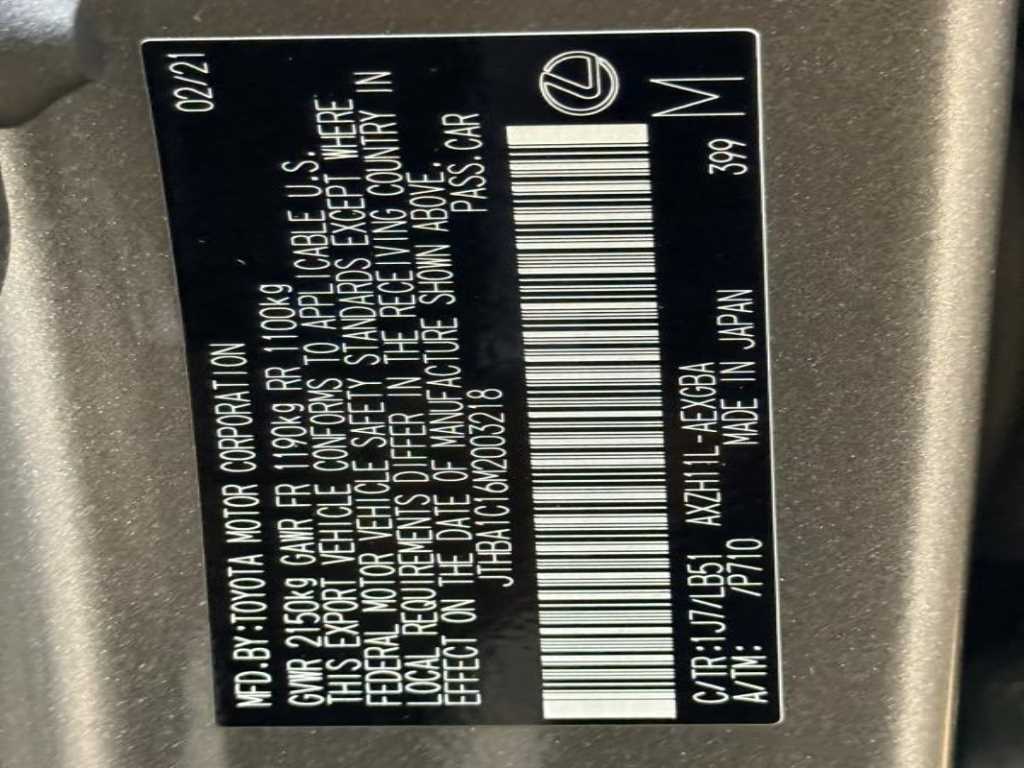 MFD.BY:TOYOTA MOTOR CORPORATION 02/21
GVWR 2150kg GAWR FR 1190kg RR 1100kg
THIS EXPORT VEHICLE CONFORMS TO APPLICABLE U.S.
FEDERAL MOTOR VEHICLE SAFETY STANDARDS EXCEPT WHERE
LOCAL REQUIREMENTS DIFFER IN THE RECEIVING COUNTRY IN
EFFECT ON THE DATE OF MANUFACTURE SHOWN ABOVE.
JTHBA1C16M2003218 PASS.CAR
C/TR:1J7/LB51 AXZH11L-AEXGBA
A/TM: /P710 MADE IN JAPAN 399 M